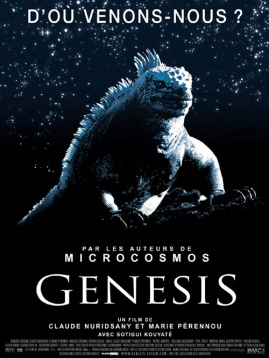 D'OU VENONS-NOUS ?
PAR LES AUTEURS DE
MICROCOSMOS
GENESIS
UN FILM DE
CLAUDE NURIDSANY ET MARIE PÉRENNOU
AVEC SOTIGUI KOUYATÉ